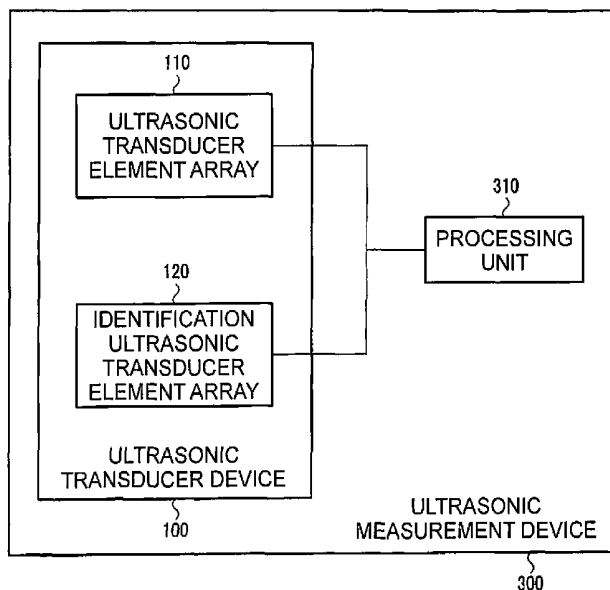 110
ULTRASONIC
TRANSDUCER
ELEMENT ARRAY
310
PROCESSING
UNIT
120
IDENTIFICATION
ULTRASONIC
TRANSDUCER
ELEMENT ARRAY
ULTRASONIC
TRANSDUCER DEVICE
100
ULTRASONIC
MEASUREMENT DEVICE
300